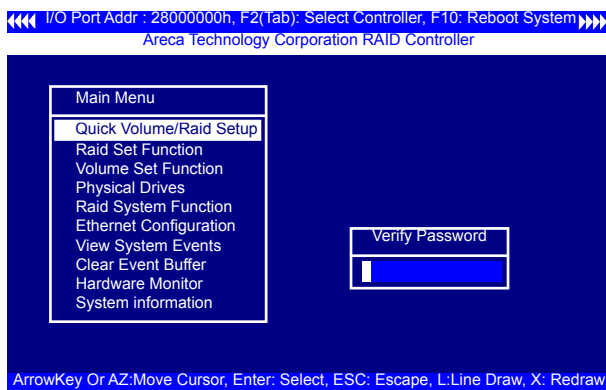 I/O Port Addr : 28000000h, F2(Tab): Select Controller, F10: Reboot System
Areca Technology Corporation RAID Controller
Main Menu
Quick Volume/Raid Setup
Raid Set Function
Volume Set Function
Physical Drives
Raid System Function
Ethernet Configuration
View System Events
Clear Event Buffer
Hardware Monitor
System information
Verify Password
ArrowKey Or AZ:Move Cursor, Enter: Select, ESC: Escape, L:Line Draw, X: Redraw